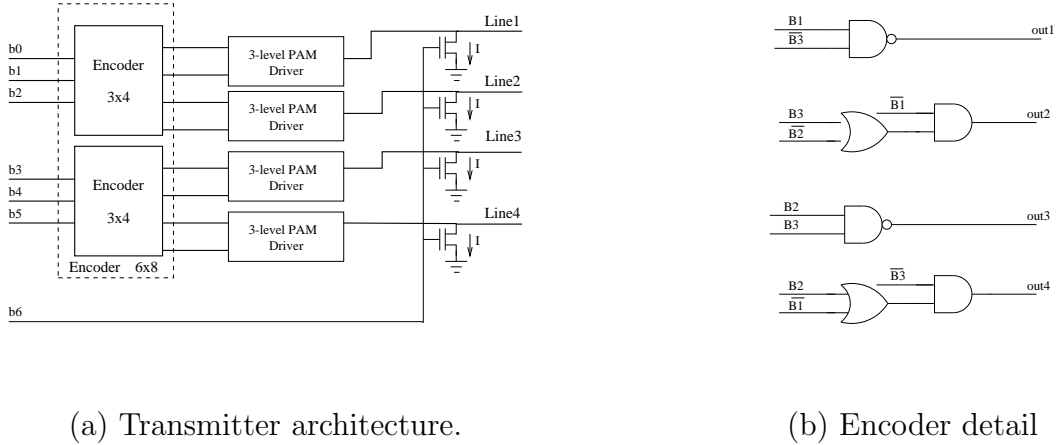 Line1
b0
b1
b2
Encoder
3x4
3-level PAM
Driver
I
Line2
3-level PAM
Driver
I
Line3
b3
b4
b5
Encoder
3x4
3-level PAM
Driver
I
Line4
3-level PAM
Driver
I
Encoder 6x8
b6
(a) Transmitter architecture.
B1
B̅3̅
out1
B3
B̅2̅
B̅1̅
out2
B2
B3
out3
B2
B̅1̅
B̅3̅
out4
(b) Encoder detail